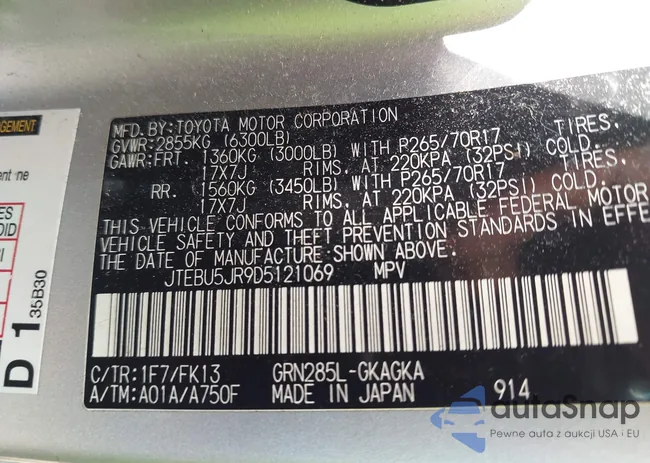 MFD.BY:TOYOTA MOTOR CORPORATION
GVWR:2855KG (6300LB)
GAWR:FRT. 1360KG (3000LB) WITH P265/70R17 TIRES.
17X7J RIMS. AT 220KPA (32PSI) COLD.
RR. 1560KG (3450LB) WITH P265/70R17 TIRES.
17X7J RIMS. AT 220KPA (32PSI) COLD.
THIS VEHICLE CONFORMS TO ALL APPLICABLE FEDERAL MOTOR
VEHICLE SAFETY AND THEFT PREVENTION STANDARDS IN EFFE
THE DATE OF MANUFACTURE SHOWN ABOVE.
JTEBU5JR9D5121069 MPV
C/TR:1F7/FK13 GRN285L-GKAGKA
A/TM:A01A/A750F MADE IN JAPAN 914
D 1
35B30
autaSnap
Pewne auta z aukcji USA i EU